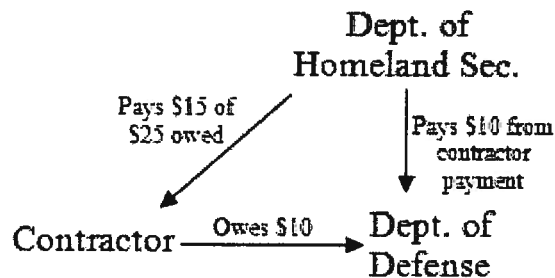 Dept. of
Homeland Sec.
Pays $15 of
$25 owed
Pays $10 from
contractor
payment
Contractor
Owes $10
Dept. of
Defense